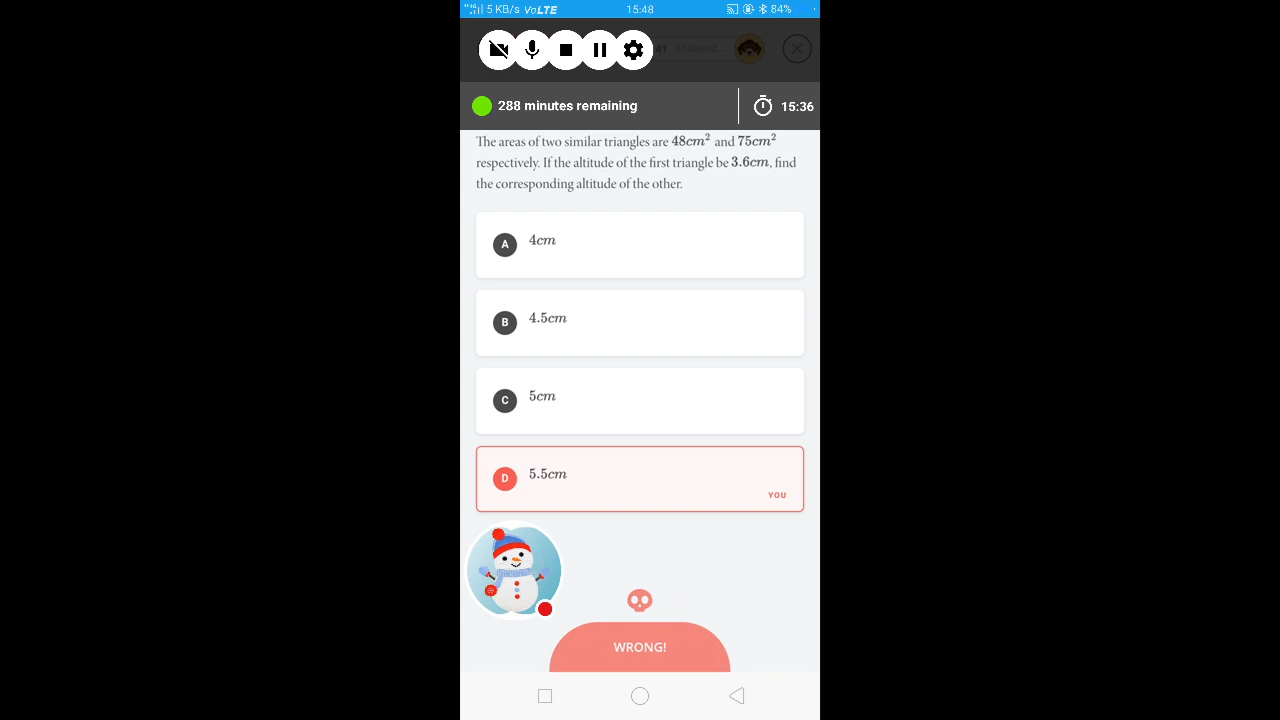 5 KB/s VoLTE 15:48 84%
41 Shibend...
288 minutes remaining 15:36
The areas of two similar triangles are 48cm² and 75cm²
respectively. If the altitude of the first triangle be 3.6cm, find
the corresponding altitude of the other.
A 4cm
B 4.5cm
C 5cm
D 5.5cm
YOU
WRONG!